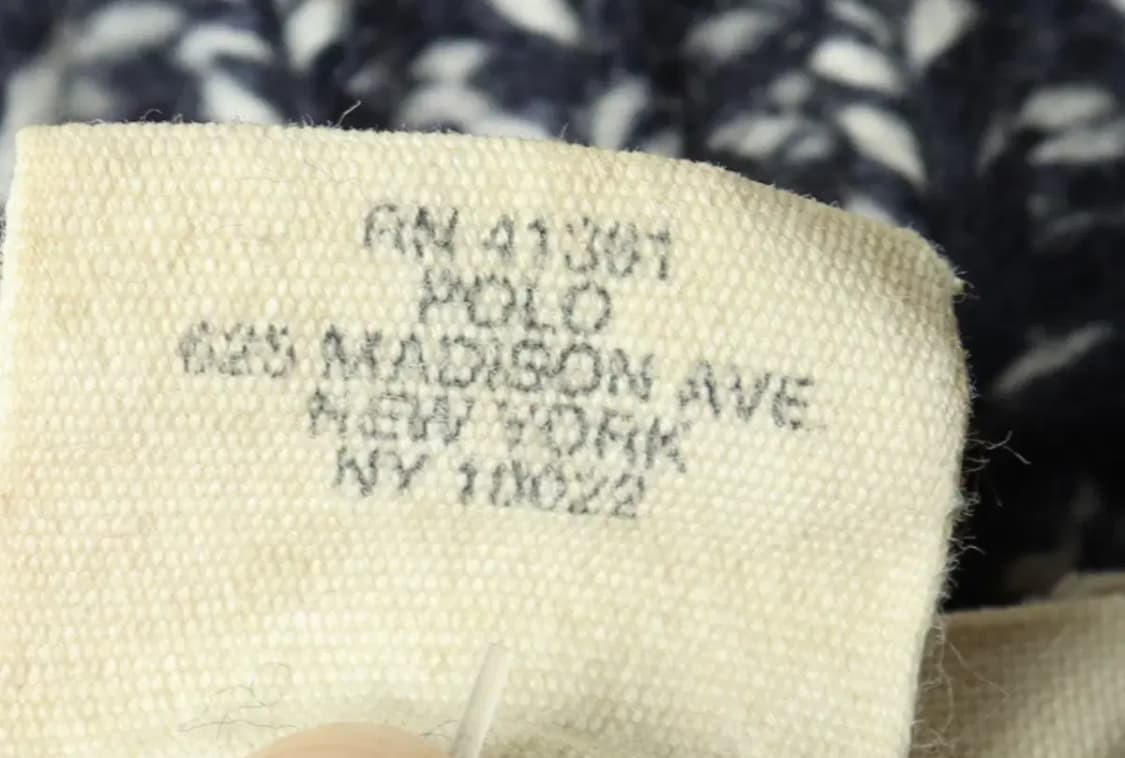 RN 41381
POLO
625 MADISON AVE
NEW YORK
NY 10022